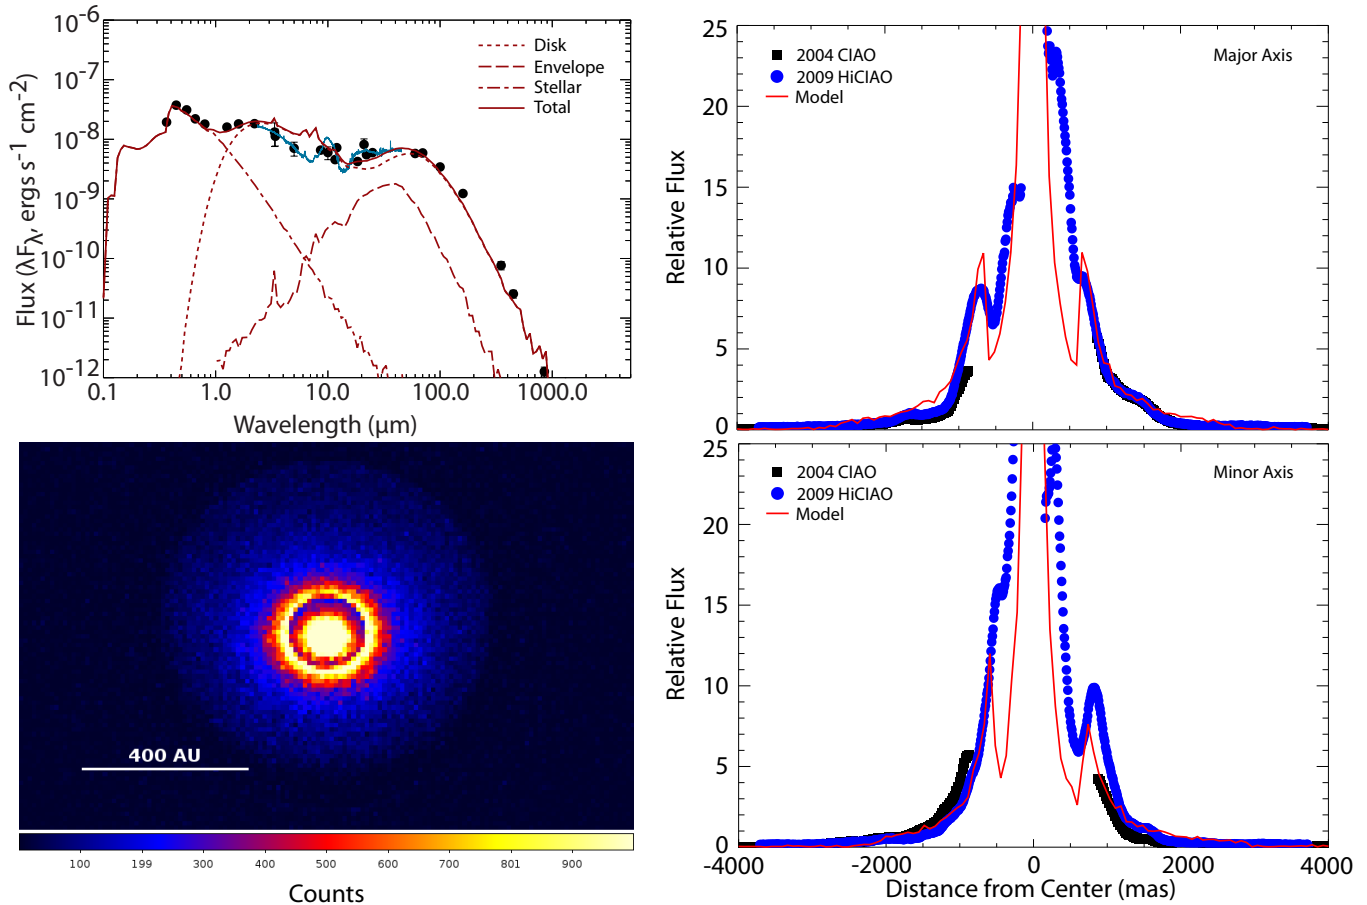 10-6
10-7
10-8
10-9
10-10
10-11
10-12
Flux (λFλ, ergs s-1 cm-2)
Disk
Envelope
Stellar
Total
0.1 1.0 10.0 100.0 1000.0
Wavelength (μm)
400 AU
100 199 300 400 500 600 700 801 900
Counts
25
20
15
10
5
0
Relative Flux
2004 CIAO
2009 HiCIAO
Model
Major Axis
25
20
15
10
5
0
Relative Flux
2004 CIAO
2009 HiCIAO
Model
Minor Axis
-4000 -2000 0 2000 4000
Distance from Center (mas)